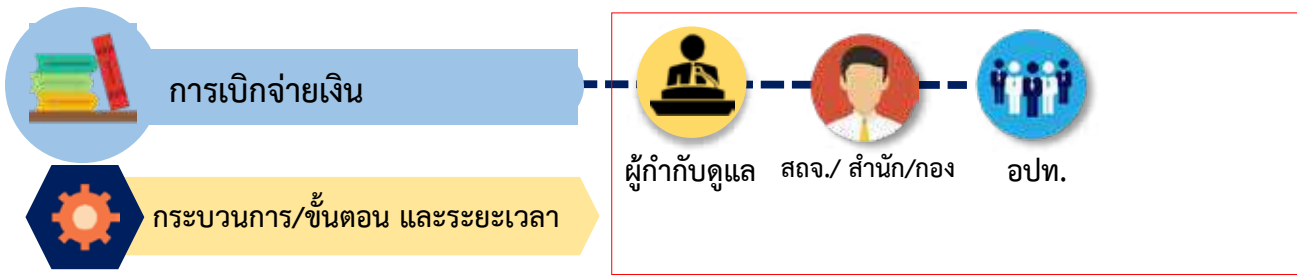 การเบิกจ่ายเงิน
ผู้กำกับดูแล
สถจ./ สำนัก/กอง
อปท.
กระบวนการ/ขั้นตอน และระยะเวลา